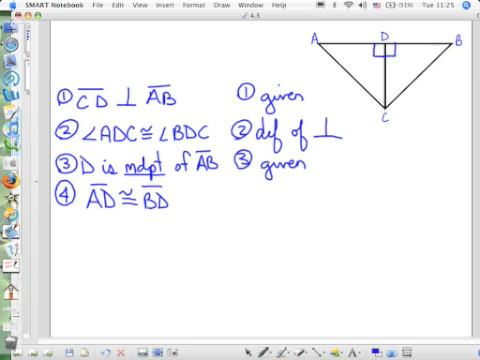 SMART Notebook File Edit View Insert Format Draw Window Tue 11:25
4.3
A D B
C
① CD ⊥ AB ① given
② ∠ADC ≅ ∠BDC ② def of ⊥
③ D is mdpt of AB ③ given
④ AD ≅ BD